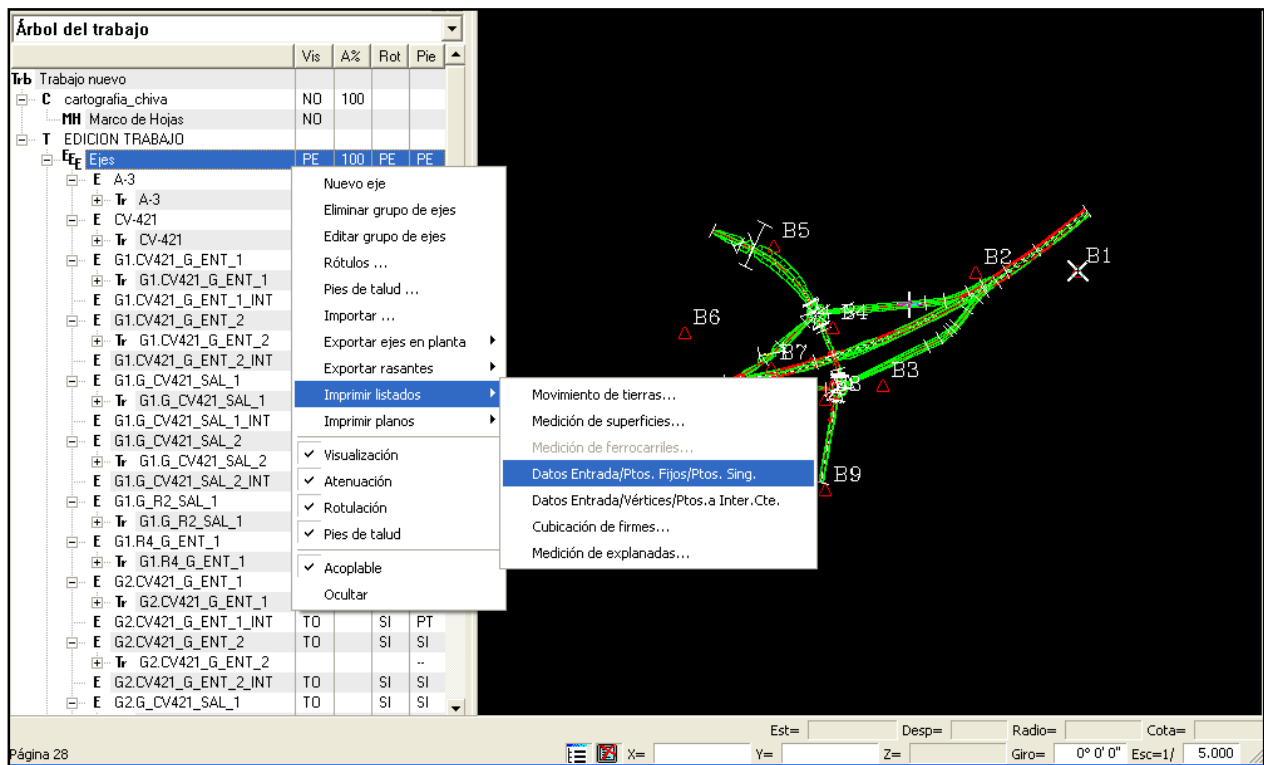 Árbol del trabajo
Vis A% Rot Pie
Trb Trabajo nuevo
C cartografia_chiva NO 100
MH Marco de Hojas NO
T EDICION TRABAJO
EEE Ejes PE 100 PE PE
E A-3
Tr A-3
E CV-421
Tr CV-421
E G1.CV421_G_ENT_1
Tr G1.CV421_G_ENT_1
E G1.CV421_G_ENT_1_INT
E G1.CV421_G_ENT_2
Tr G1.CV421_G_ENT_2
E G1.CV421_G_ENT_2_INT
E G1.G_CV421_SAL_1
Tr G1.G_CV421_SAL_1
E G1.G_CV421_SAL_1_INT
E G1.G_CV421_SAL_2
Tr G1.G_CV421_SAL_2
E G1.G_CV421_SAL_2_INT
E G1.G_R2_SAL_1
Tr G1.G_R2_SAL_1
E G1.R4_G_ENT_1
Tr G1.R4_G_ENT_1
E G2.CV421_G_ENT_1
Tr G2.CV421_G_ENT_1
E G2.CV421_G_ENT_1_INT TO SI PT
E G2.CV421_G_ENT_2 TO SI SI
Tr G2.CV421_G_ENT_2 --
E G2.CV421_G_ENT_2_INT TO SI SI
E G2.G_CV421_SAL_1 TO SI SI
Nuevo eje
Eliminar grupo de ejes
Editar grupo de ejes
Rótulos ...
Pies de talud ...
Importar ...
Exportar ejes en planta
Exportar rasantes
Imprimir listados
Imprimir planos
Visualización
Atenuación
Rotulación
Pies de talud
Acoplable
Ocultar
Movimiento de tierras...
Medición de superficies...
Medición de ferrocarriles...
Datos Entrada/Ptos. Fijos/Ptos. Sing.
Datos Entrada/Vértices/Ptos.a Inter.Cte.
Cubicación de firmes...
Medición de explanadas...
B5
B2
B1
B6
B4
B7
B3
B9
Est= Desp= Radio= Cota=
Página 28 X= Y= Z= Giro= 0° 0' 0" Esc=1/ 5.000